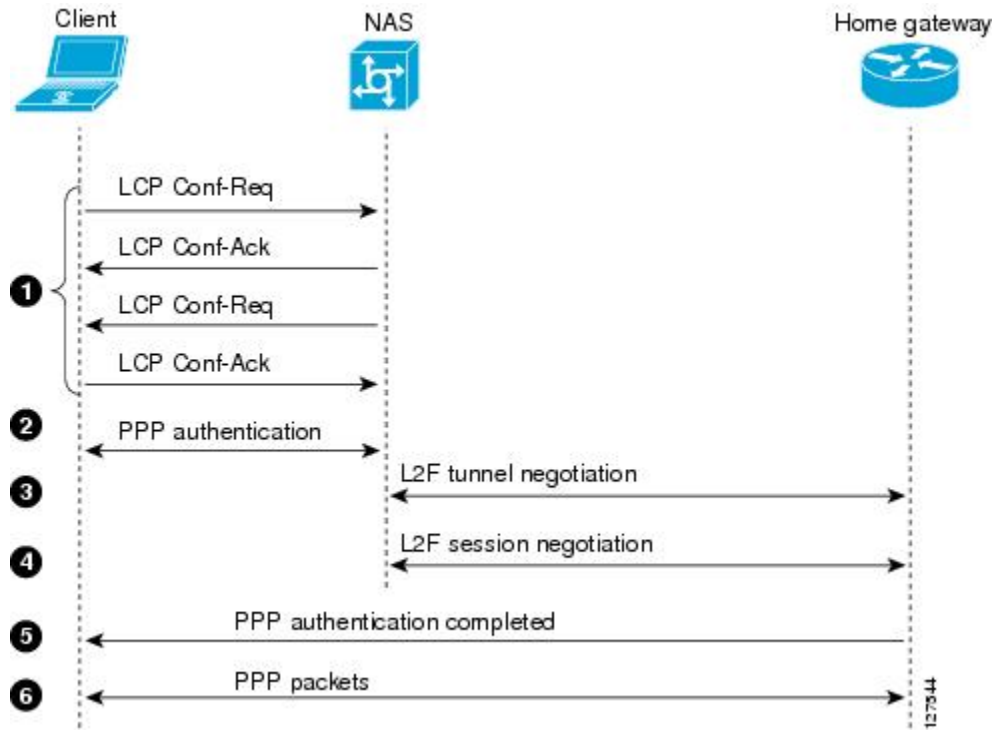 Client
NAS
Home gateway
LCP Conf-Req
LCP Conf-Ack
1
LCP Conf-Req
LCP Conf-Ack
2
PPP authentication
L2F tunnel negotiation
3
L2F session negotiation
4
PPP authentication completed
5
PPP packets
6
127544